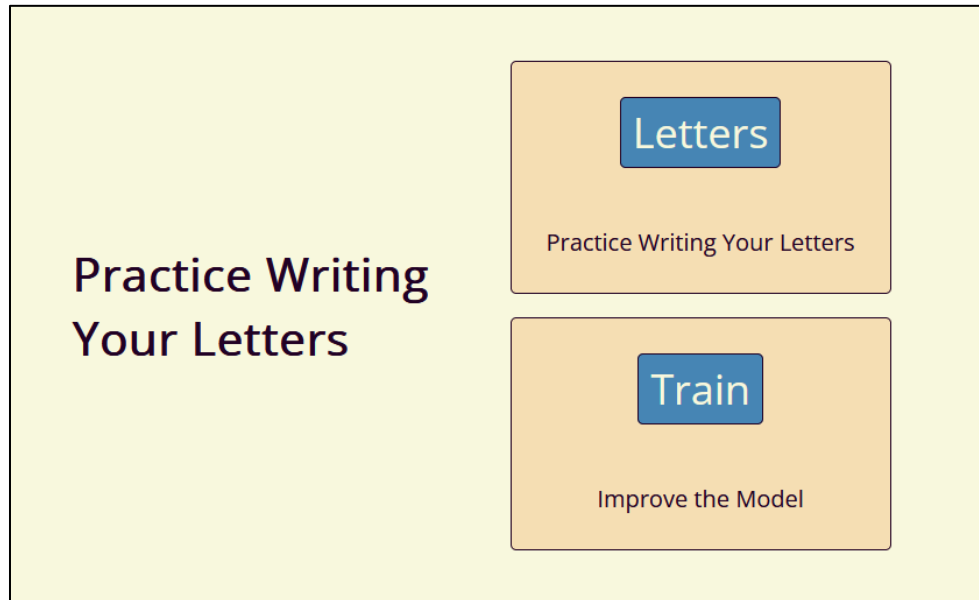 Practice Writing
Your Letters
Letters
Practice Writing Your Letters
Train
Improve the Model